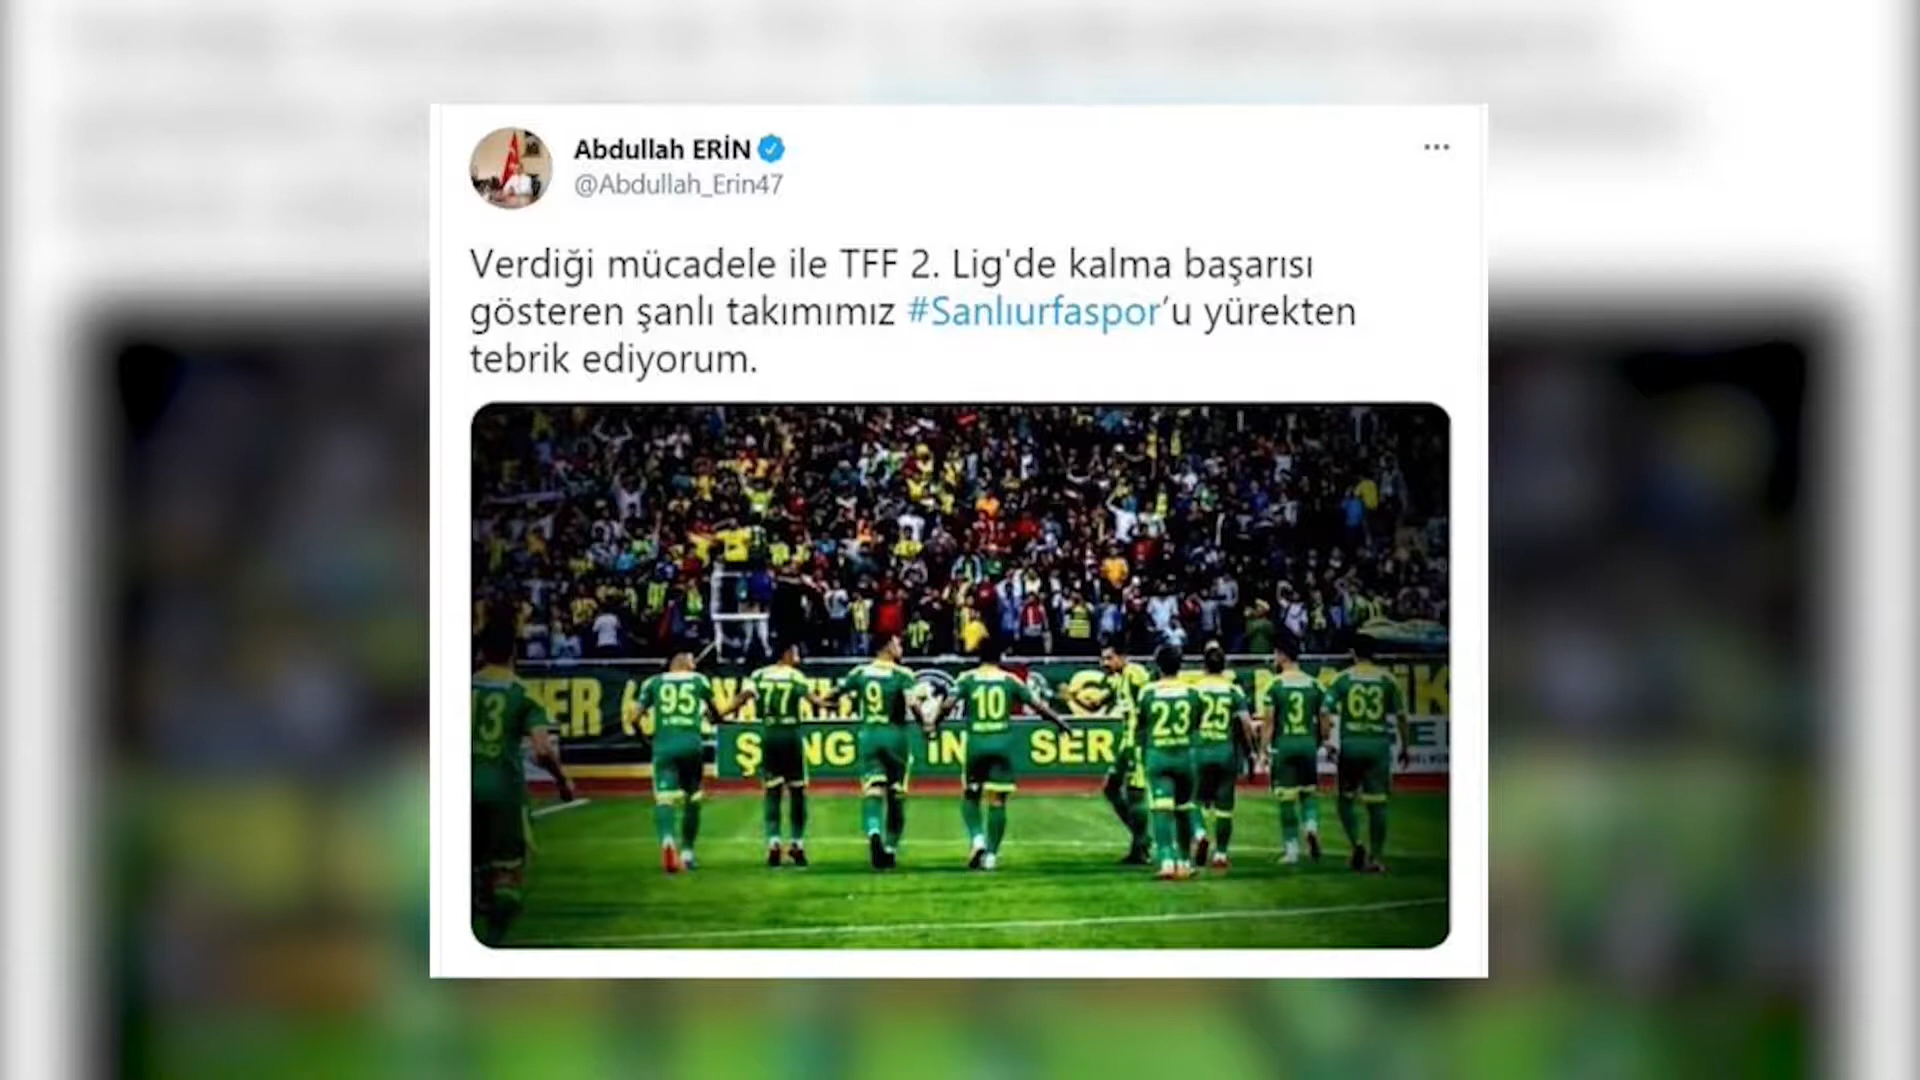 Abdullah ERİN
@Abdullah_Erin47
Verdiği mücadele ile TFF 2. Lig'de kalma başarısı
gösteren şanlı takımımız #Sanlıurfaspor’u yürekten
tebrik ediyorum.
95 77 9 10 23 25 3 63
SER